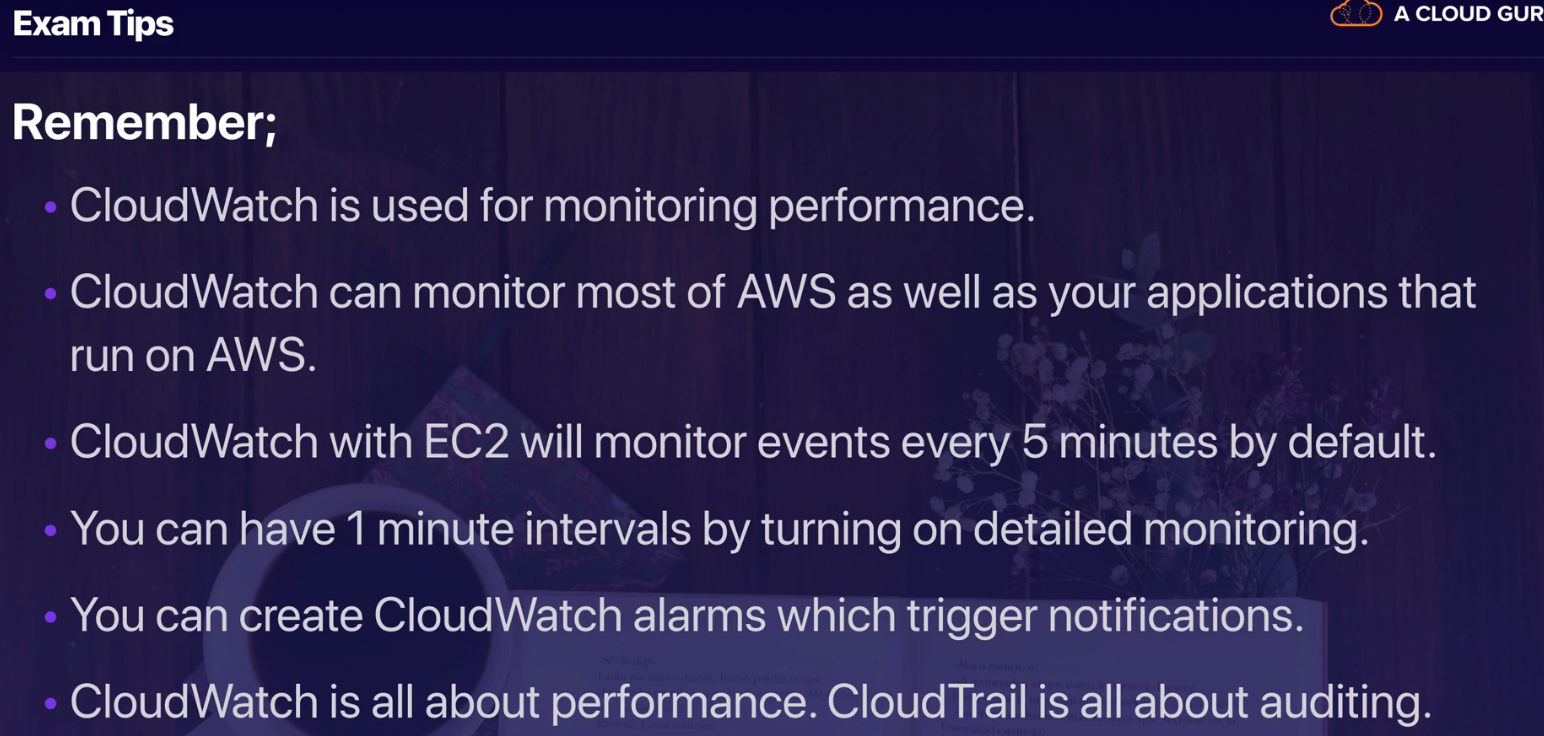 Exam Tips
A CLOUD GUR
Remember;
• CloudWatch is used for monitoring performance.
• CloudWatch can monitor most of AWS as well as your applications that
run on AWS.
• CloudWatch with EC2 will monitor events every 5 minutes by default.
• You can have 1 minute intervals by turning on detailed monitoring.
• You can create CloudWatch alarms which trigger notifications.
• CloudWatch is all about performance. CloudTrail is all about auditing.